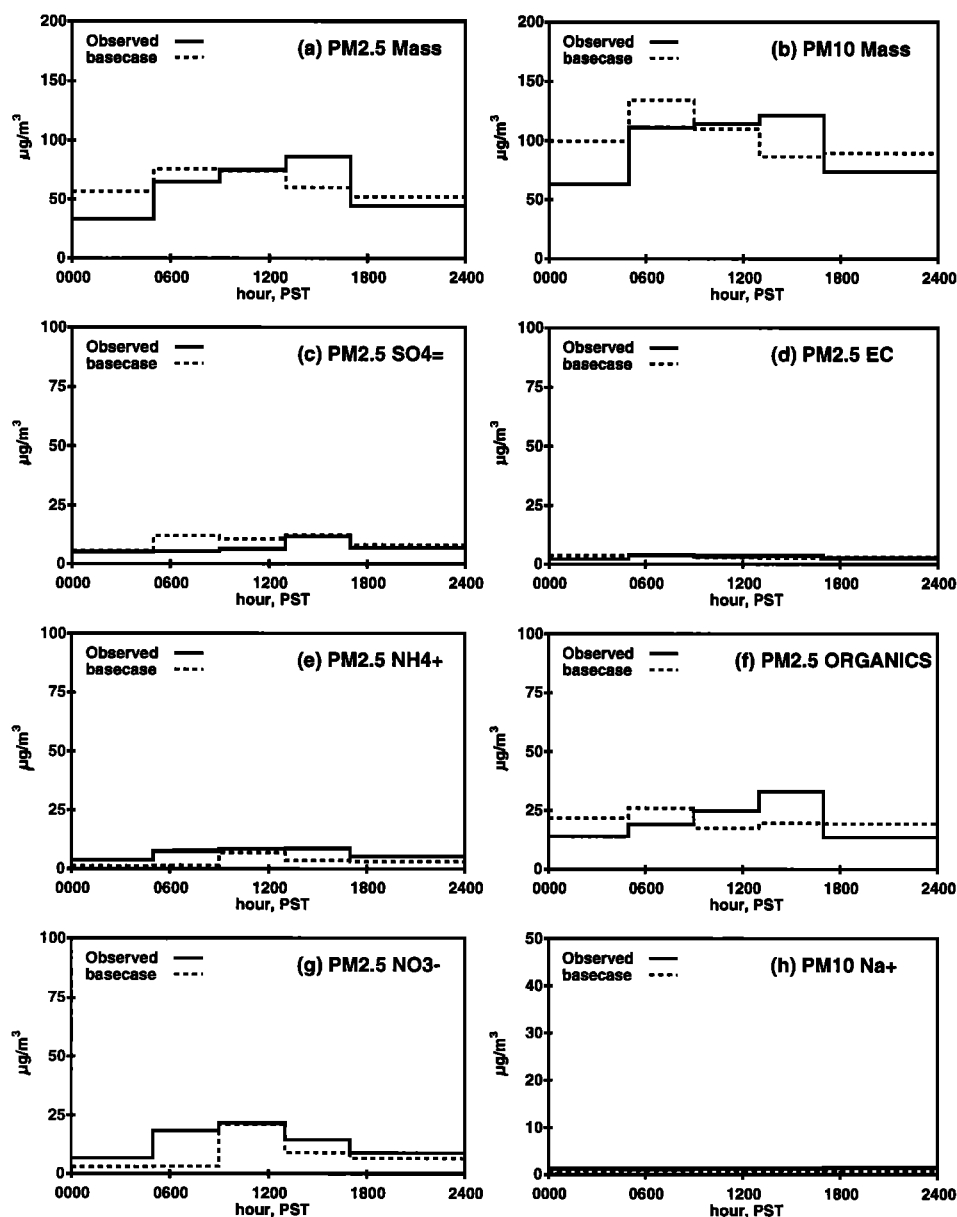 (a) PM2.5 Mass
Observed
basecase
200
150
100
50
0
µg/m³
0000 0600 1200 1800 2400
hour, PST
(b) PM10 Mass
Observed
basecase
200
150
100
50
0
µg/m³
0000 0600 1200 1800 2400
hour, PST
(c) PM2.5 SO4=
Observed
basecase
100
75
50
25
0
µg/m³
0000 0600 1200 1800 2400
hour, PST
(d) PM2.5 EC
Observed
basecase
100
75
50
25
0
µg/m³
0000 0600 1200 1800 2400
hour, PST
(e) PM2.5 NH4+
Observed
basecase
100
75
50
25
0
µg/m³
0000 0600 1200 1800 2400
hour, PST
(f) PM2.5 ORGANICS
Observed
basecase
100
75
50
25
0
µg/m³
0000 0600 1200 1800 2400
hour, PST
(g) PM2.5 NO3-
Observed
basecase
100
75
50
25
0
µg/m³
0000 0600 1200 1800 2400
hour, PST
(h) PM10 Na+
Observed
basecase
50
40
30
20
10
0
µg/m³
0000 0600 1200 1800 2400
hour, PST